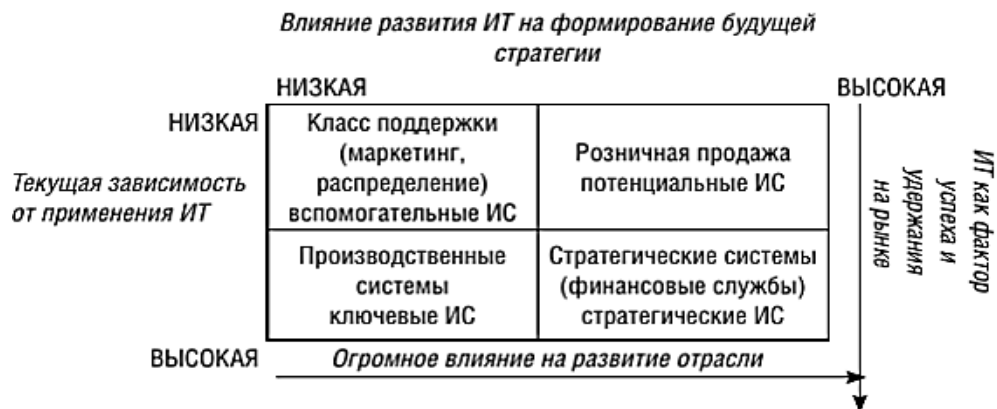 Влияние развития ИТ на формирование будущей
стратегии
НИЗКАЯ
ВЫСОКАЯ
НИЗКАЯ
Текущая зависимость
от применения ИТ
Класс поддержки
(маркетинг,
распределение)
вспомогательные ИС
Розничная продажа
потенциальные ИС
Производственные
системы
ключевые ИС
Стратегические системы
(финансовые службы)
стратегические ИС
ИТ как фактор
успеха и
удержания
на рынке
ВЫСОКАЯ
Огромное влияние на развитие отрасли